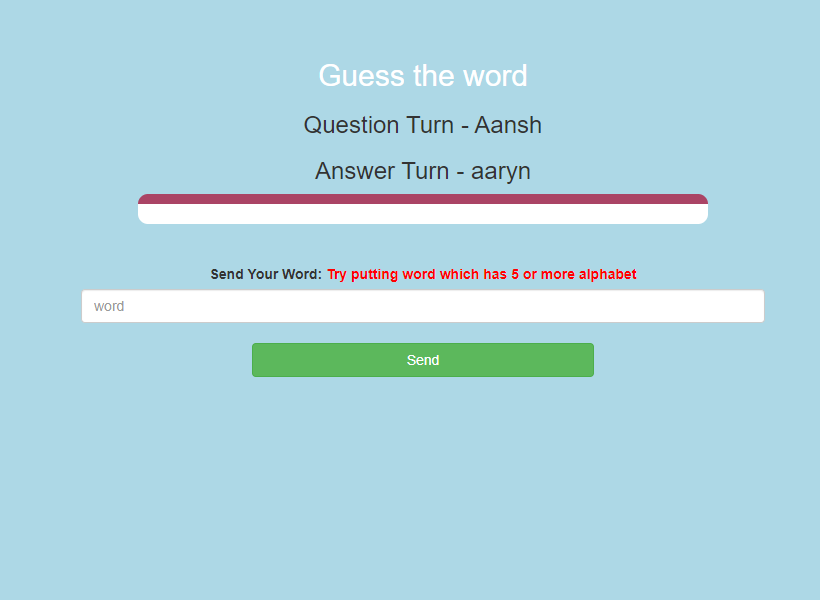 Guess the word
Question Turn - Aansh
Answer Turn - aaryn
Send Your Word: Try putting word which has 5 or more alphabet
word
Send